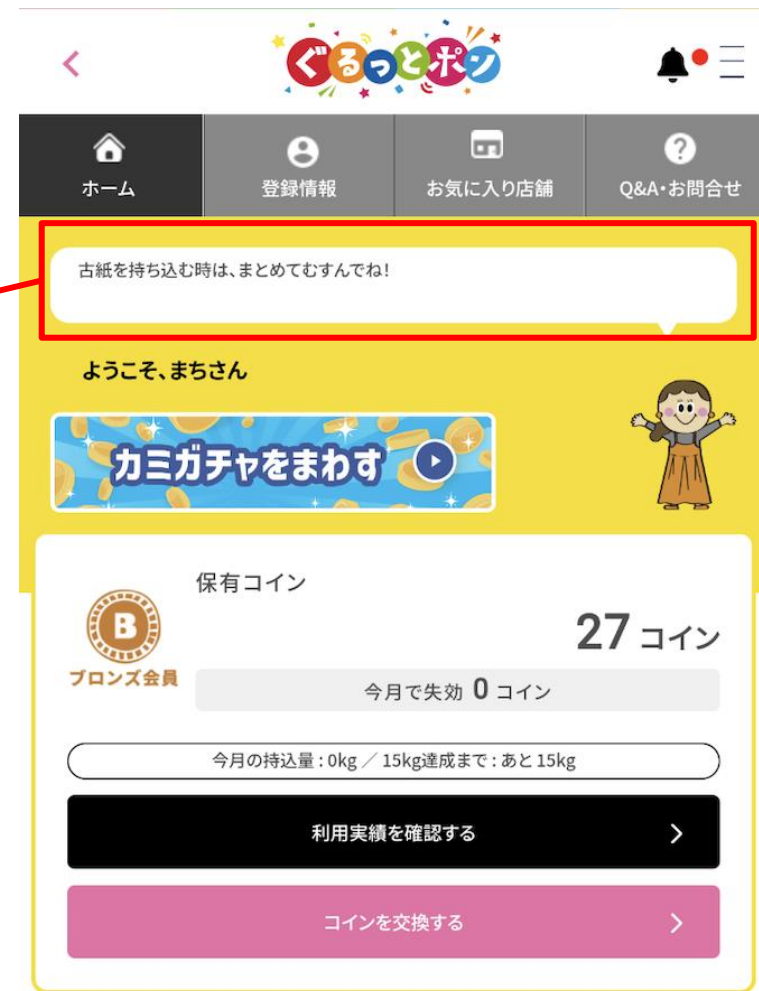 ぐるっとポン
ホーム
登録情報
お気に入り店舗
Q&A・お問合せ
古紙を持ち込む時は、まとめてむすんでね！
ようこそ、まちさん
カミガチャをまわす
保有コイン
B
27 コイン
ブロンズ会員
今月で失効 0 コイン
今月の持込量：0kg ／ 15kg達成まで：あと15kg
利用実績を確認する
コインを交換する